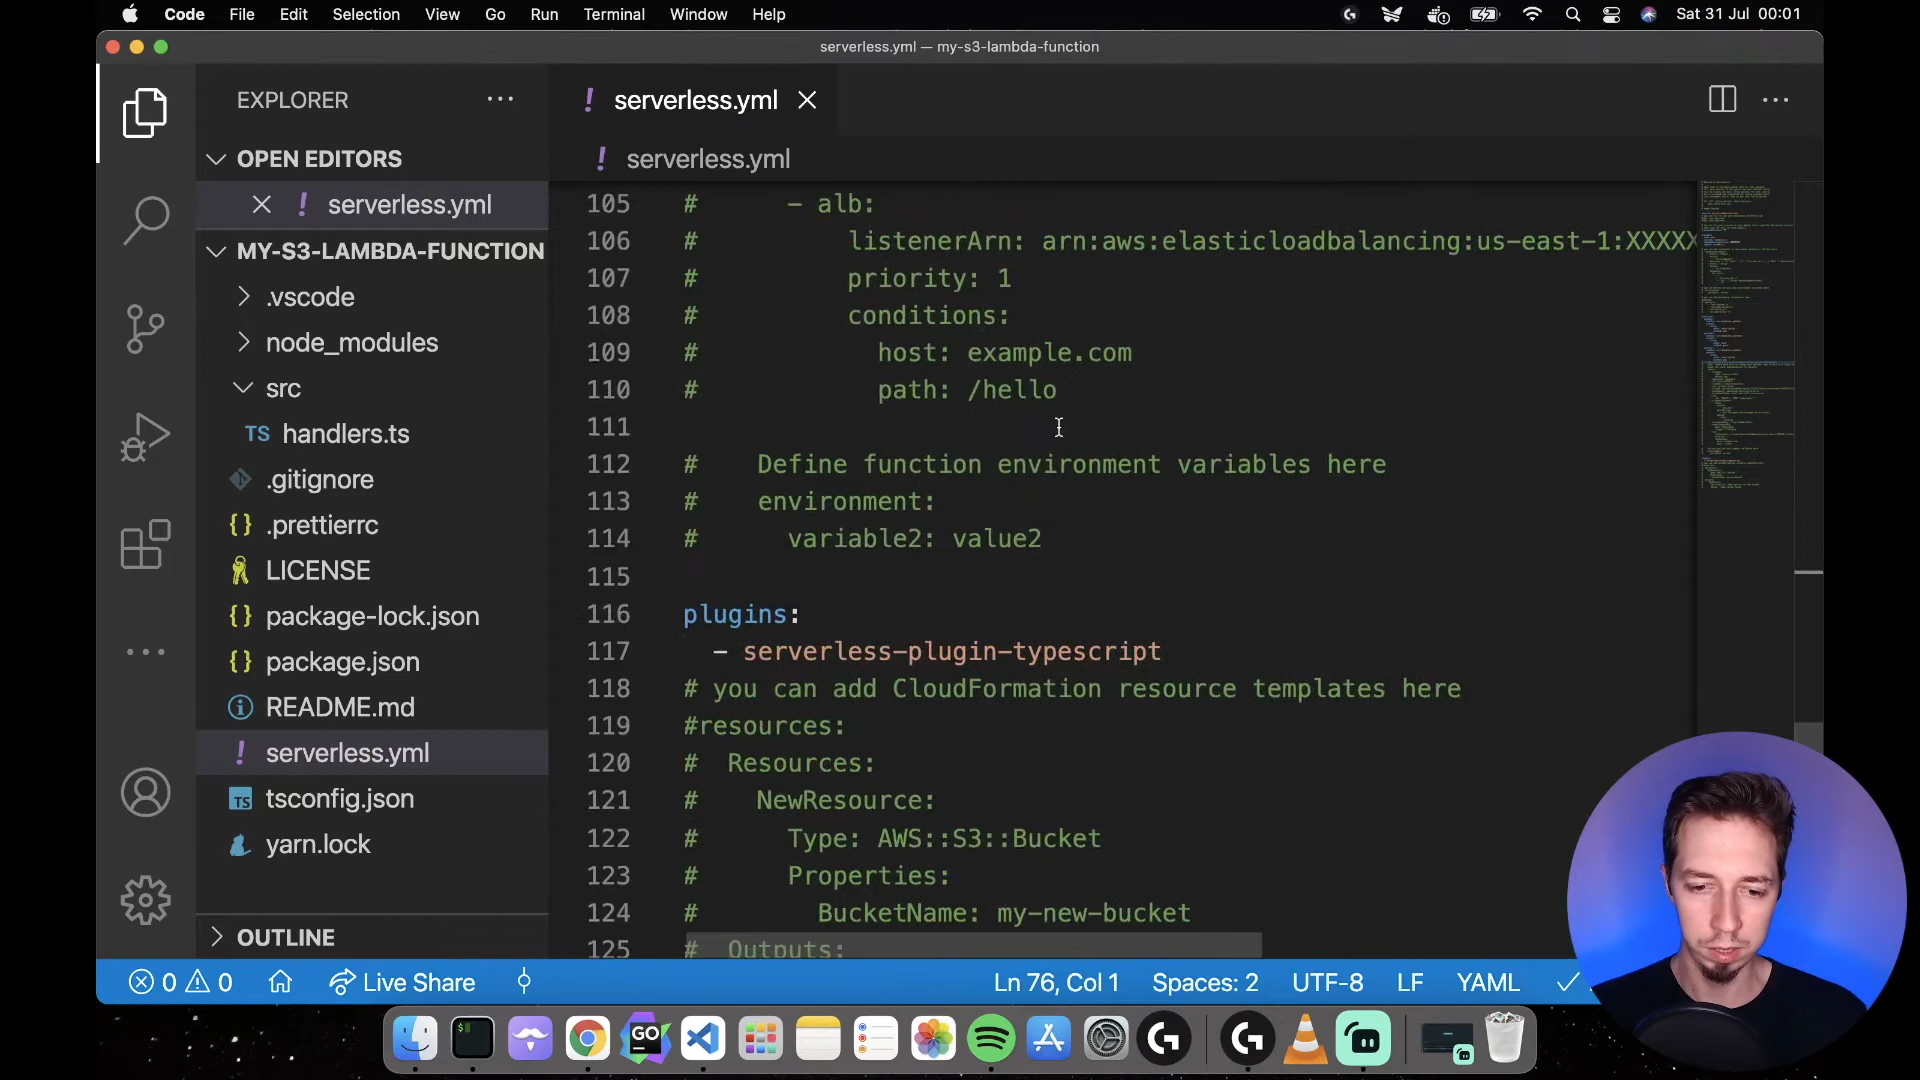 Code File Edit Selection View Go Run Terminal Window Help Sat 31 Jul 00:01
serverless.yml — my-s3-lambda-function
EXPLORER
OPEN EDITORS
serverless.yml
MY-S3-LAMBDA-FUNCTION
.vscode
node_modules
src
TS handlers.ts
.gitignore
{} .prettierrc
LICENSE
{} package-lock.json
{} package.json
README.md
! serverless.yml
TS tsconfig.json
yarn.lock
OUTLINE
! serverless.yml
! serverless.yml
105 # - alb:
106 # listenerArn: arn:aws:elasticloadbalancing:us-east-1:XXXXX
107 # priority: 1
108 # conditions:
109 # host: example.com
110 # path: /hello
111
112 # Define function environment variables here
113 # environment:
114 # variable2: value2
115
116 plugins:
117 - serverless-plugin-typescript
118 # you can add CloudFormation resource templates here
119 #resources:
120 # Resources:
121 # NewResource:
122 # Type: AWS::S3::Bucket
123 # Properties:
124 # BucketName: my-new-bucket
125 # Outputs:
0 0 Live Share Ln 76, Col 1 Spaces: 2 UTF-8 LF YAML
GO